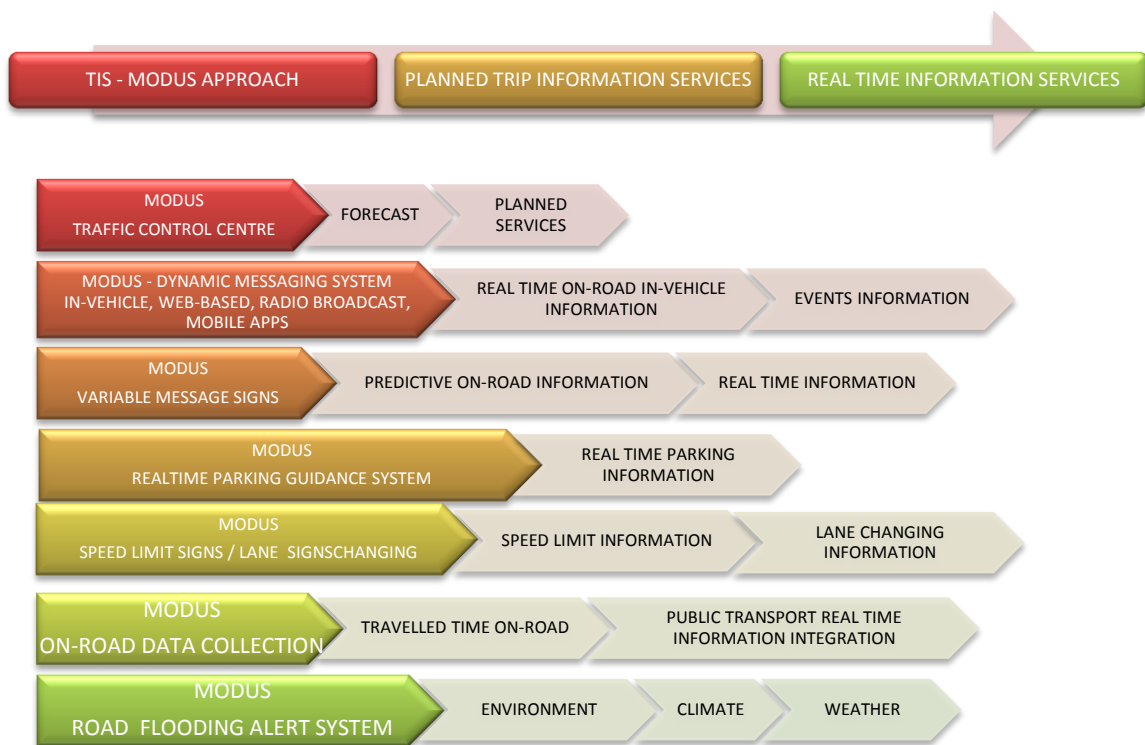 TIS - MODUS APPROACH
PLANNED TRIP INFORMATION SERVICES
REAL TIME INFORMATION SERVICES
MODUS
TRAFFIC CONTROL CENTRE
FORECAST
PLANNED
SERVICES
MODUS - DYNAMIC MESSAGING SYSTEM
IN-VEHICLE, WEB-BASED, RADIO BROADCAST,
MOBILE APPS
REAL TIME ON-ROAD IN-VEHICLE
INFORMATION
EVENTS INFORMATION
MODUS
VARIABLE MESSAGE SIGNS
PREDICTIVE ON-ROAD INFORMATION
REAL TIME INFORMATION
MODUS
REALTIME PARKING GUIDANCE SYSTEM
REAL TIME PARKING
INFORMATION
MODUS
SPEED LIMIT SIGNS / LANE SIGNSCHANGING
SPEED LIMIT INFORMATION
LANE CHANGING
INFORMATION
MODUS
ON-ROAD DATA COLLECTION
TRAVELLED TIME ON-ROAD
PUBLIC TRANSPORT REAL TIME
INFORMATION INTEGRATION
MODUS
ROAD FLOODING ALERT SYSTEM
ENVIRONMENT
CLIMATE
WEATHER